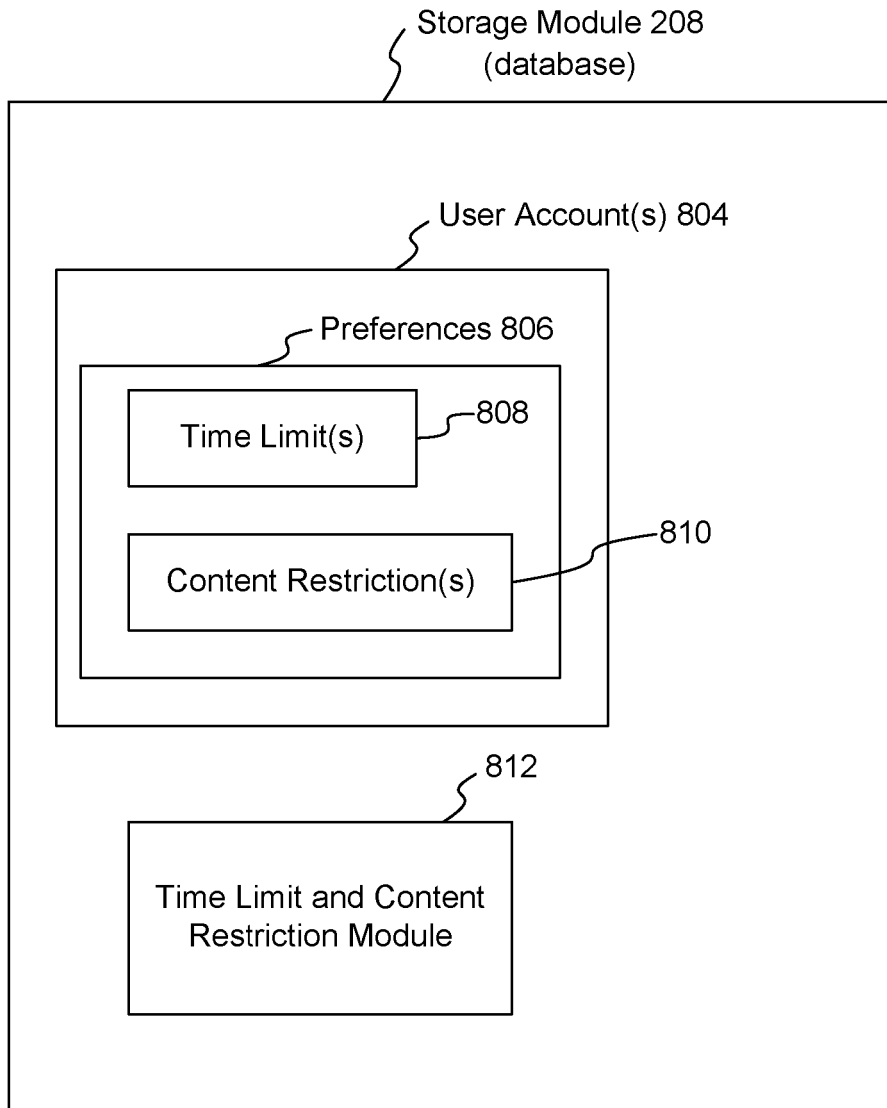 Storage Module 208
(database)
User Account(s) 804
Preferences 806
Time Limit(s)
808
810
Content Restriction(s)
812
Time Limit and Content
Restriction Module